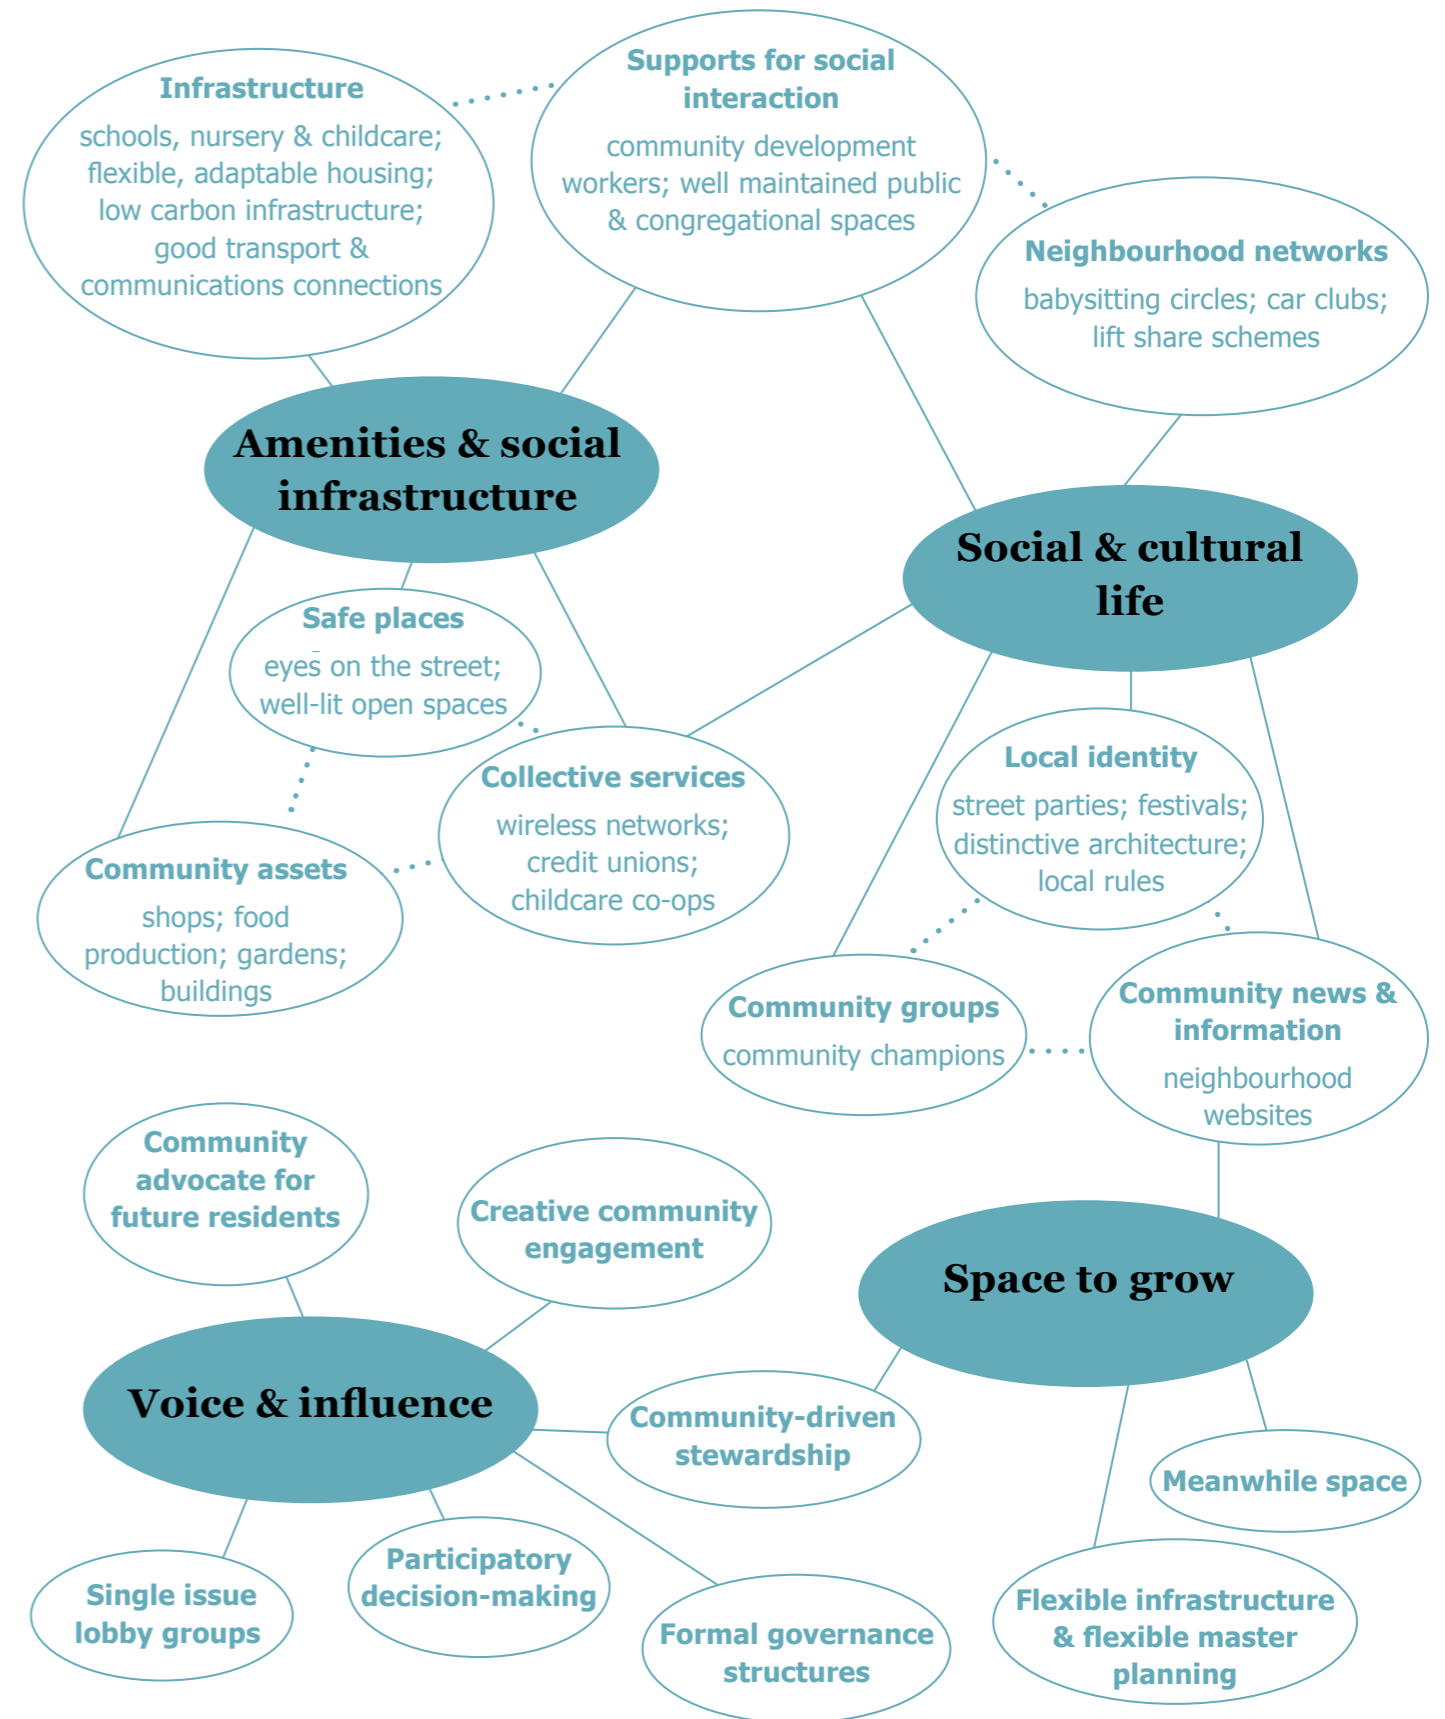 Infrastructure
schools, nursery & childcare;
flexible, adaptable housing;
low carbon infrastructure;
good transport &
communications connections
Supports for social
interaction
community development
workers; well maintained public
& congregational spaces
Neighbourhood networks
babysitting circles; car clubs;
lift share schemes
Amenities & social
infrastructure
Social & cultural
life
Safe places
eyes on the street;
well-lit open spaces
Collective services
wireless networks;
credit unions;
childcare co-ops
Local identity
street parties; festivals;
distinctive architecture;
local rules
Community assets
shops; food
production; gardens;
buildings
Community groups
community champions
Community news &
information
neighbourhood
websites
Community
advocate for
future residents
Creative community
engagement
Space to grow
Voice & influence
Community-driven
stewardship
Meanwhile space
Single issue
lobby groups
Participatory
decision-making
Formal governance
structures
Flexible infrastructure
& flexible master
planning